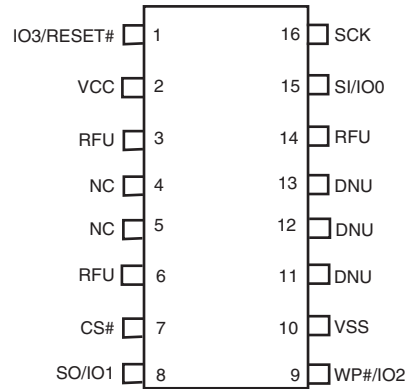 IO3/RESET# 1 16 SCK
VCC 2 15 SI/IO0
RFU 3 14 RFU
NC 4 13 DNU
NC 5 12 DNU
RFU 6 11 DNU
CS# 7 10 VSS
SO/IO1 8 9 WP#/IO2